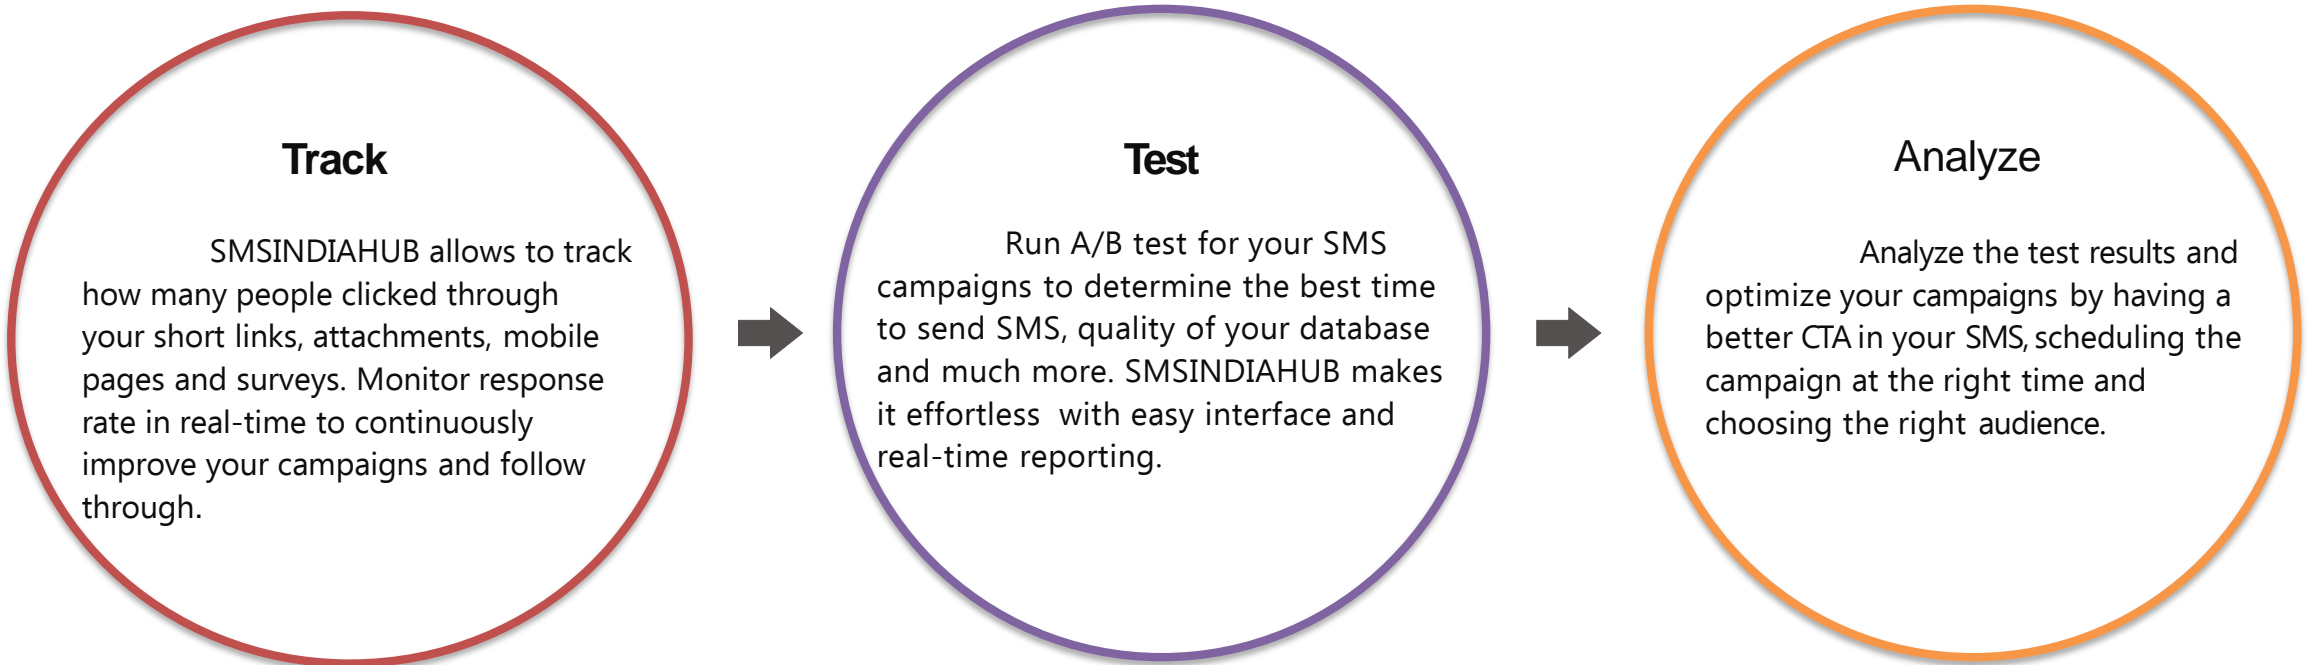 Track
SMSINDIAHUB allows to track
how many people clicked through
your short links, attachments, mobile
pages and surveys. Monitor response
rate in real-time to continuously
improve your campaigns and follow
through.
Test
Run A/B test for your SMS
campaigns to determine the best time
to send SMS, quality of your database
and much more. SMSINDIAHUB makes
it effortless with easy interface and
real-time reporting.
Analyze
Analyze the test results and
optimize your campaigns by having a
better CTA in your SMS, scheduling the
campaign at the right time and
choosing the right audience.